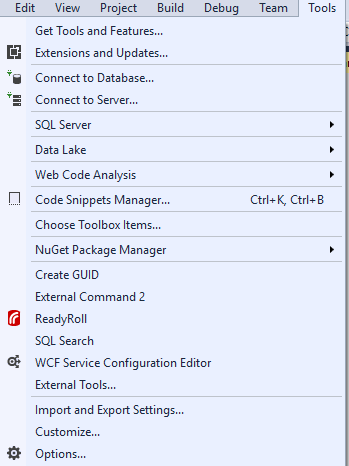 Edit View Project Build Debug Team Tools
Get Tools and Features...
Extensions and Updates...
Connect to Database...
Connect to Server...
SQL Server
Data Lake
Web Code Analysis
Code Snippets Manager... Ctrl+K, Ctrl+B
Choose Toolbox Items...
NuGet Package Manager
Create GUID
External Command 2
ReadyRoll
SQL Search
WCF Service Configuration Editor
External Tools...
Import and Export Settings...
Customize...
Options...